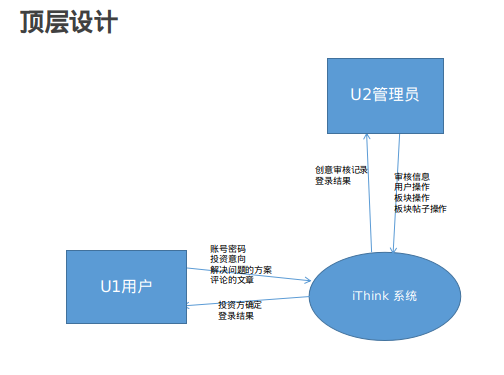 顶层设计
U2管理员
创意审核记录
登录结果
审核信息
用户操作
板块操作
板块帖子操作
账号密码
投资意向
解决问题的方案
评论的文章
U1用户
iThink 系统
投资方确定
登录结果